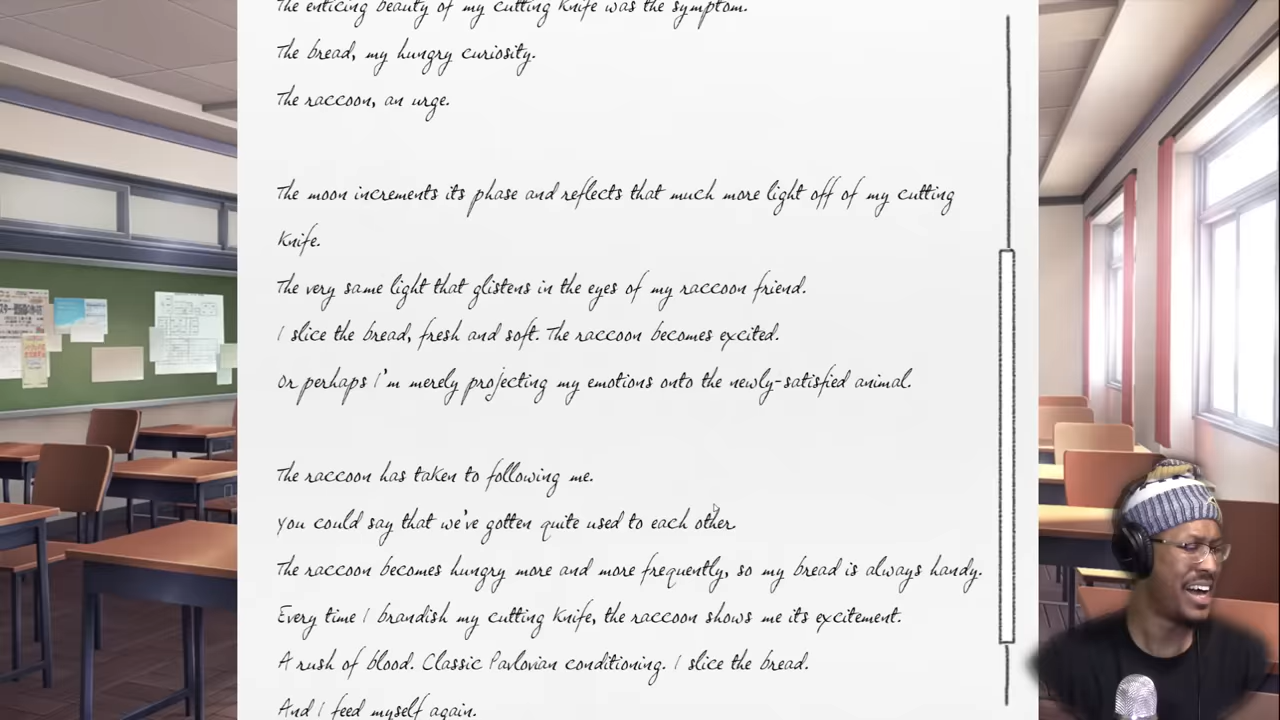 The enticing beauty of my cutting knife was the symptom.
The bread, my hungry curiosity.
The raccoon, an urge.
The moon increments its phase and reflects that much more light off of my cutting
knife.
The very same light that glistens in the eyes of my raccoon friend.
I slice the bread, fresh and soft. The raccoon becomes excited.
Or perhaps I'm merely projecting my emotions onto the newly-satisfied animal.
The raccoon has taken to following me.
You could say that we've gotten quite used to each other
The raccoon becomes hungry more and more frequently, so my bread is always handy.
Every time I brandish my cutting knife, the raccoon shows me its excitement.
A rush of blood. Classic Pavlovian conditioning. I slice the bread.
And I feed myself again.